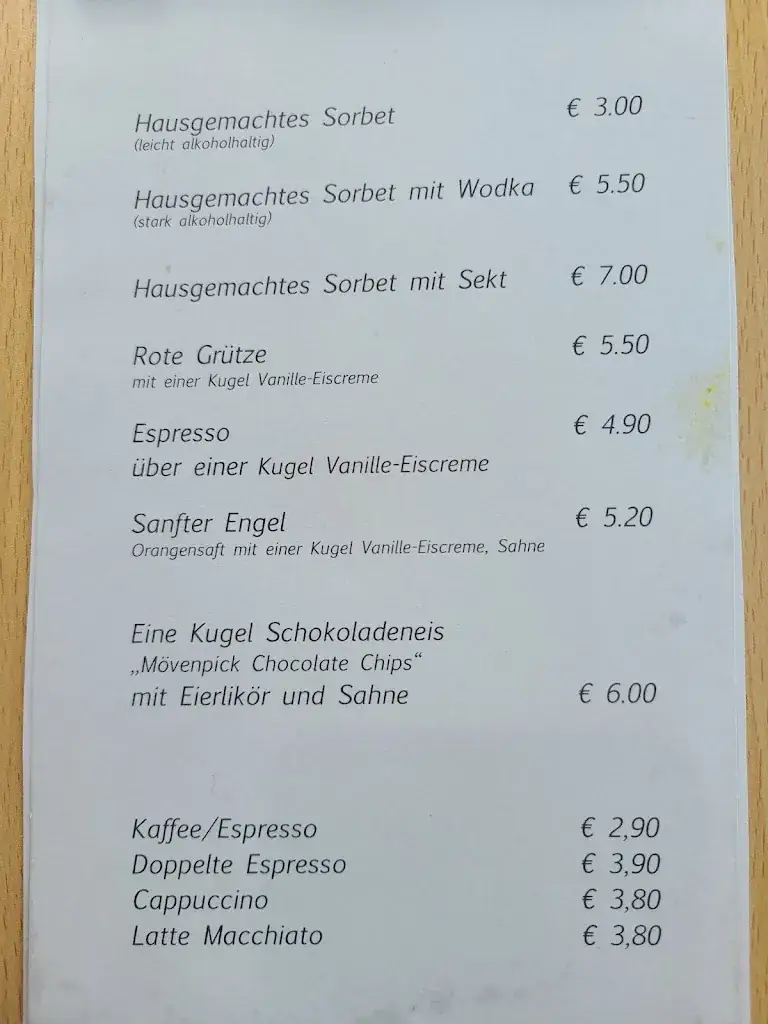 Hausgemachtes Sorbet € 3.00
(leicht alkoholhaltig)
Hausgemachtes Sorbet mit Wodka € 5.50
(stark alkoholhaltig)
Hausgemachtes Sorbet mit Sekt € 7.00
Rote Grütze € 5.50
mit einer Kugel Vanille-Eiscreme
Espresso € 4.90
über einer Kugel Vanille-Eiscreme
Sanfter Engel € 5.20
Orangensaft mit einer Kugel Vanille-Eiscreme, Sahne
Eine Kugel Schokoladeneis
„Mövenpick Chocolate Chips“
mit Eierlikör und Sahne € 6.00
Kaffee/Espresso € 2,90
Doppelte Espresso € 3,90
Cappuccino € 3,80
Latte Macchiato € 3,80